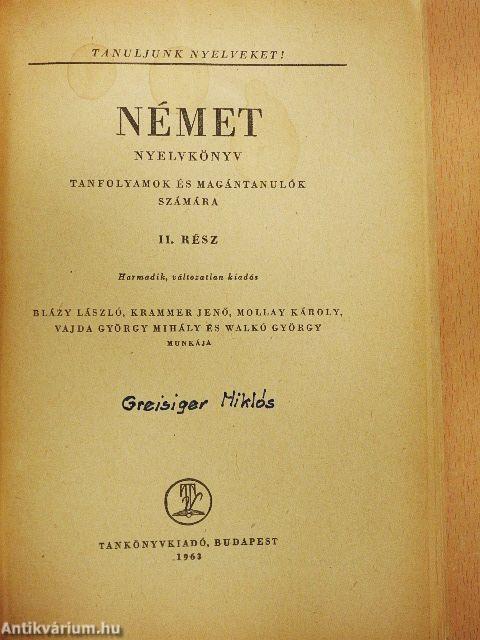 TANULJUNK NYELVEKET!
NÉMET
NYELVKÖNYV
TANFOLYAMOK ÉS MAGÁNTANULÓK
SZÁMÁRA
II. RÉSZ
Harmadik, változatlan kiadás
BLÁZY LÁSZLÓ, KRAMMER JENŐ, MOLLAY KÁROLY,
VAJDA GYÖRGY MIHÁLY ÉS WALKÓ GYÖRGY
MUNKÁJA
Greisiger Miklós
TANKÖNYVKIADÓ, BUDAPEST
1963
Antikvárium.hu